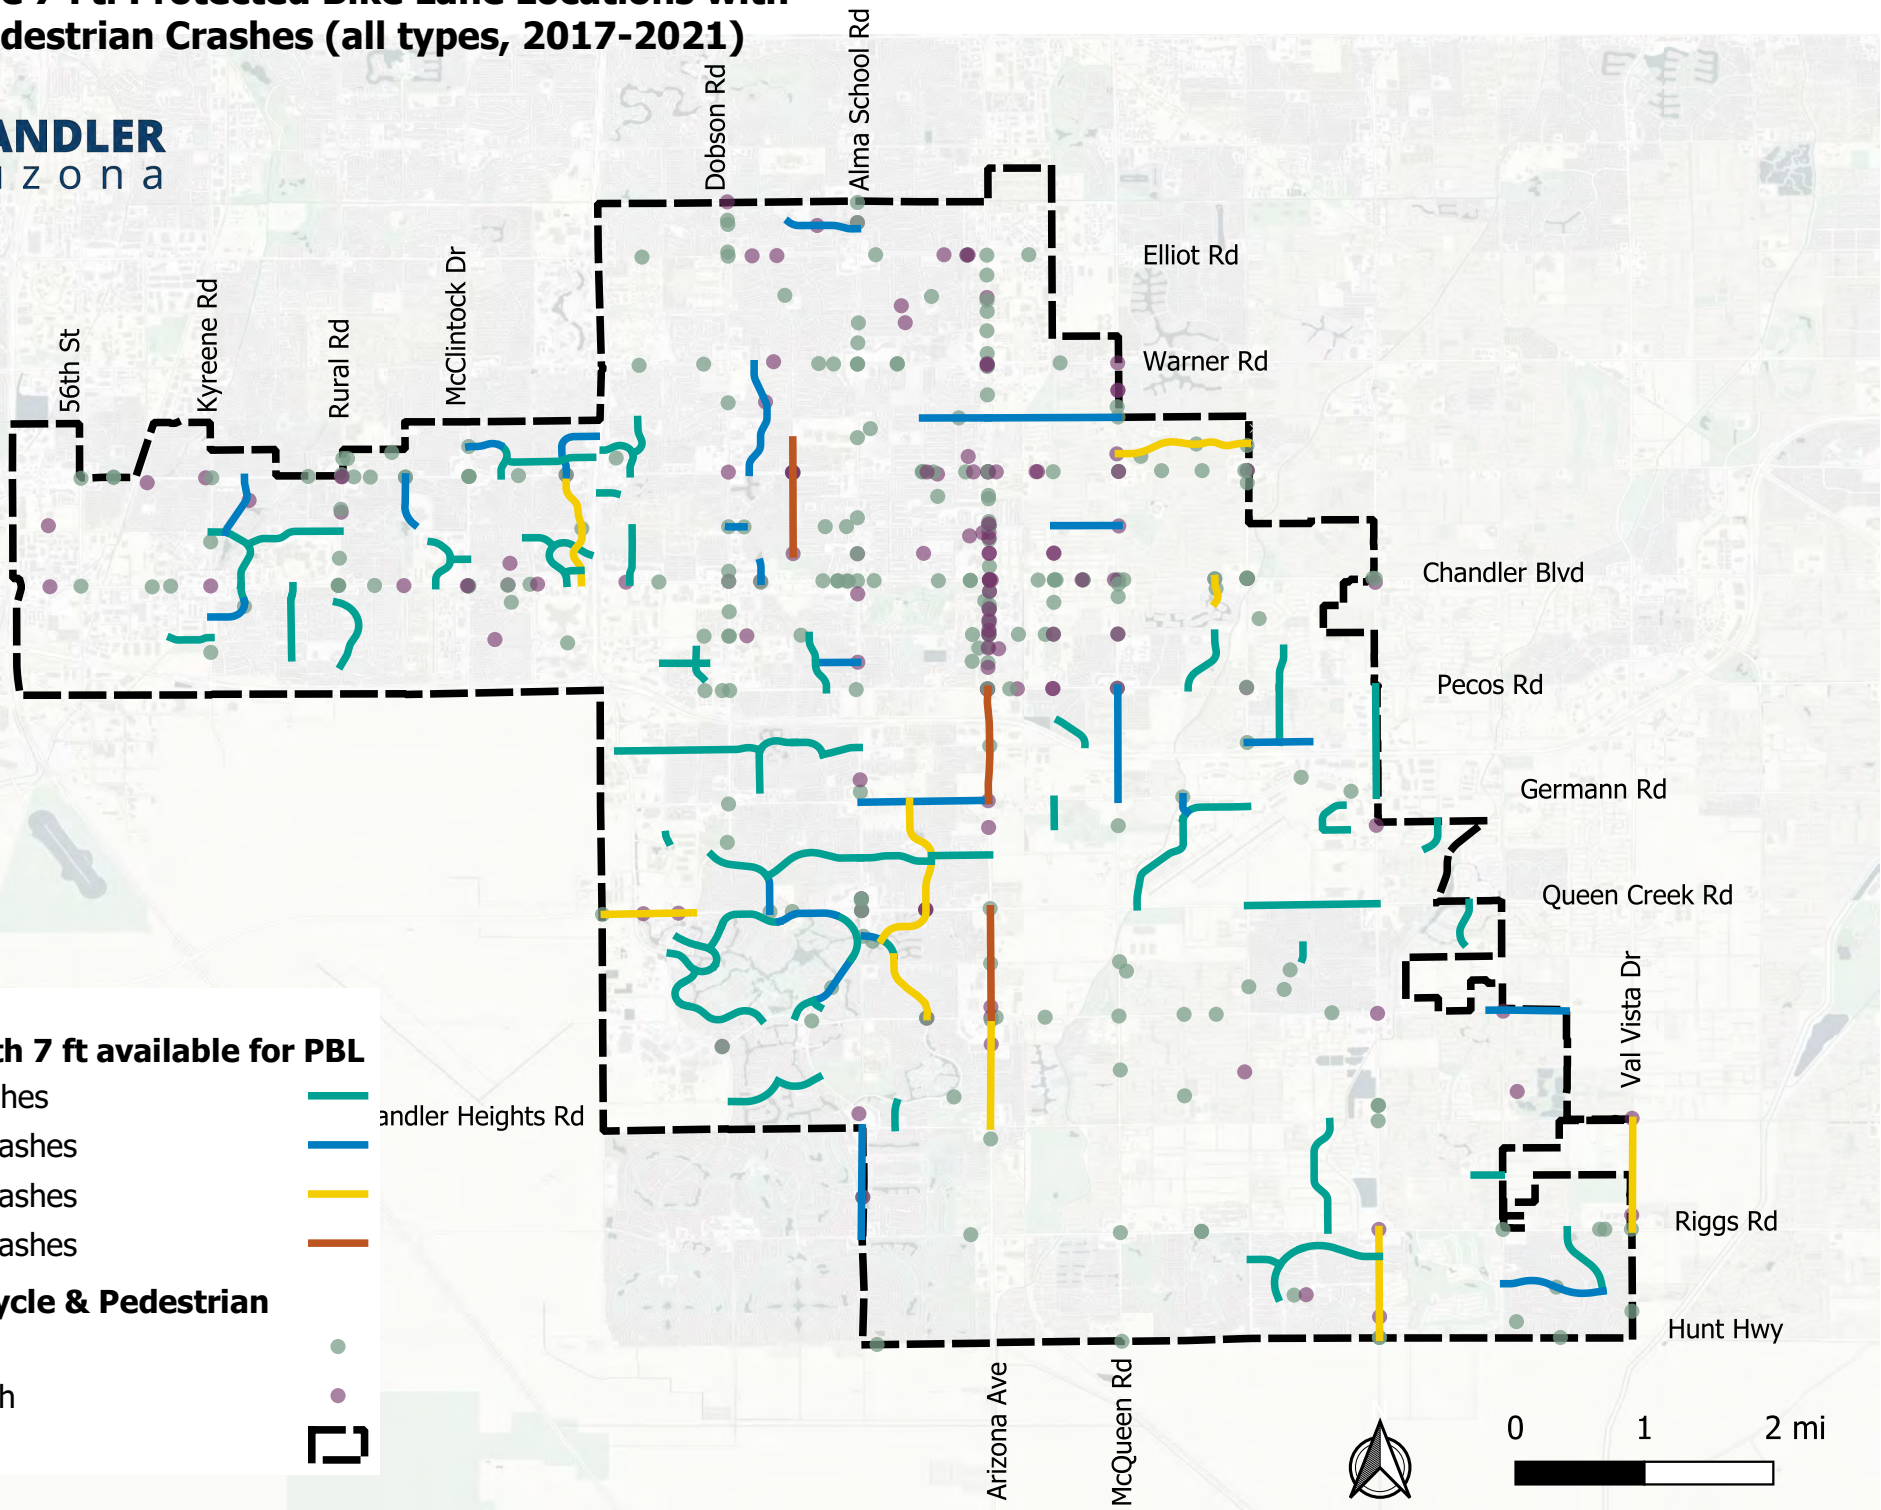 destrian Crashes (all types, 2017-2021)
ANDLER
izona
Dobson Rd
Alma School Rd
Elliot Rd
McClintock Dr
Kyrene Rd
Rural Rd
56th St
Warner Rd
Chandler Blvd
Pecos Rd
Germann Rd
Queen Creek Rd
Val Vista Dr
th 7 ft available for PBL
hes
ashes
ashes
ashes
ycle & Pedestrian
h
andler Heights Rd
Riggs Rd
Hunt Hwy
Arizona Ave
McQueen Rd
0 1 2 mi